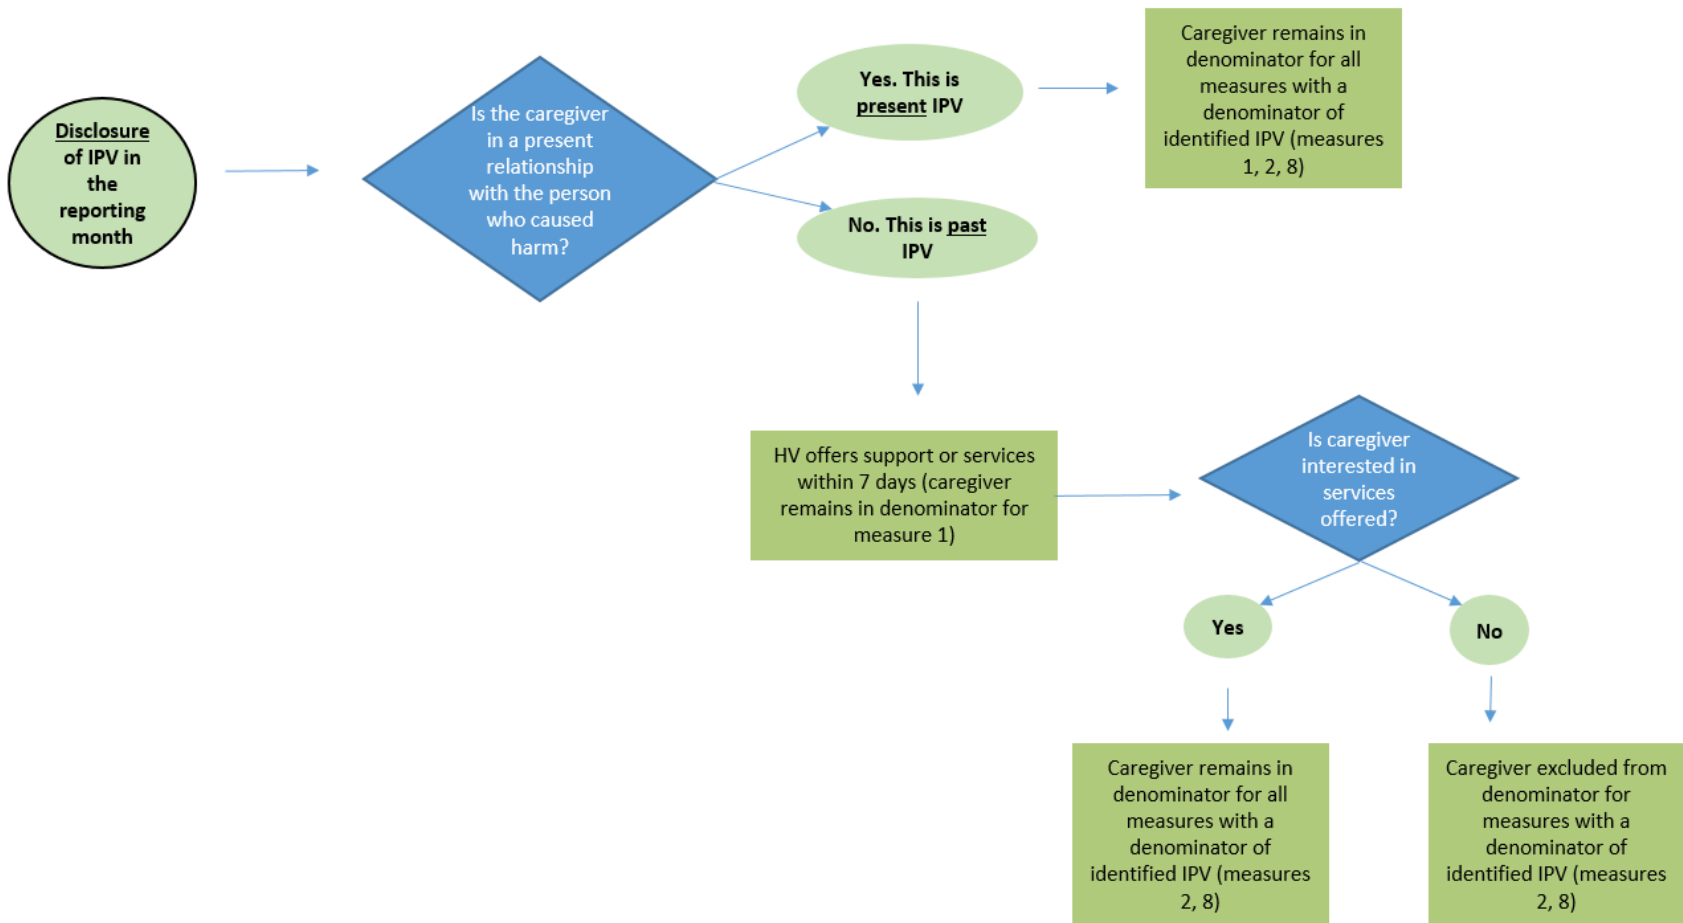 Disclosure
of IPV in
the
reporting
month
Is the caregiver
in a present
relationship
with the person
who caused
harm?
Yes. This is
present IPV
Caregiver remains in
denominator for all
measures with a
denominator of
identified IPV (measures
1, 2, 8)
No. This is past
IPV
HV offers support or services
within 7 days (caregiver
remains in denominator for
measure 1)
Is caregiver
interested in
services
offered?
Yes
No
Caregiver remains in
denominator for all
measures with a
denominator of
identified IPV (measures
2, 8)
Caregiver excluded from
denominator for
measures with a
denominator of
identified IPV (measures
2, 8)